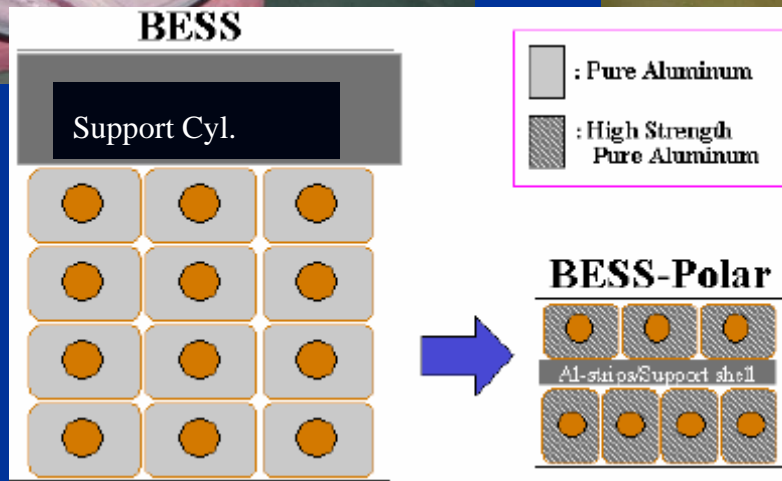 BESS
Support Cyl.
: Pure Aluminum
: High Strength
Pure Aluminum
BESS-Polar
Al-strips/Support shell